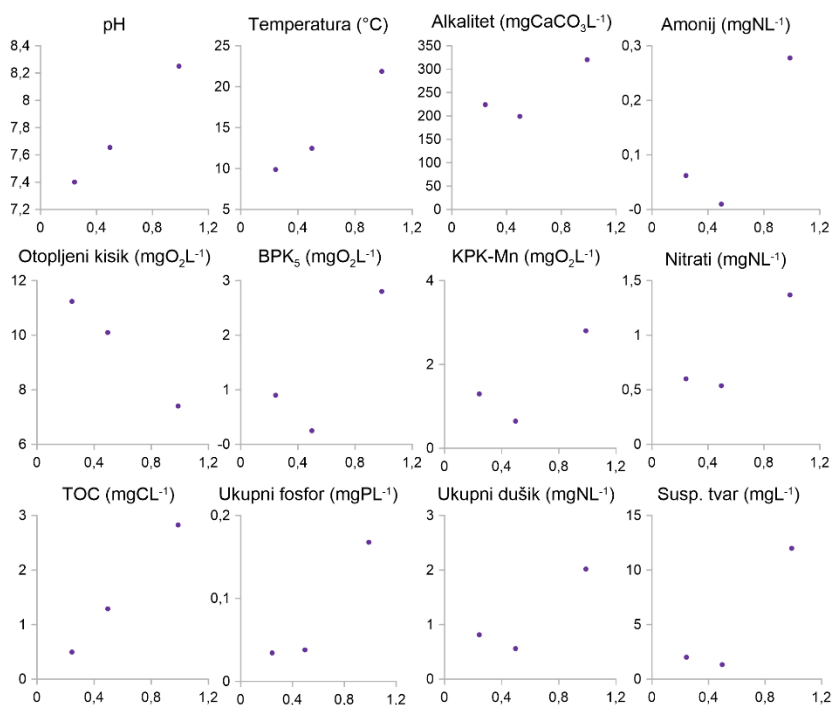 pH
8,4
8,2
8
7,8
7,6
7,4
7,2
0 0,4 0,8 1,2
Temperatura (°C)
25
20
15
10
5
0 0,4 0,8 1,2
Alkalitet (mgCaCO₃L⁻¹)
350
300
250
200
150
100
50
0
0 0,4 0,8 1,2
Amonij (mgNL⁻¹)
0,3
0,2
0,1
0
0 0,4 0,8 1,2
Otopljeni kisik (mgO₂L⁻¹)
12
10
8
6
0 0,4 0,8 1,2
BPK₅ (mgO₂L⁻¹)
3
2
1
-0
0 0,4 0,8 1,2
KPK-Mn (mgO₂L⁻¹)
4
2
0
0 0,4 0,8 1,2
Nitrati (mgNL⁻¹)
1,5
1
0,5
0
0 0,4 0,8 1,2
TOC (mgCL⁻¹)
3
2
1
0
0 0,4 0,8 1,2
Ukupni fosfor (mgPL⁻¹)
0,2
0,1
0
0 0,4 0,8 1,2
Ukupni dušik (mgNL⁻¹)
3
2
1
0
0 0,4 0,8 1,2
Susp. tvar (mgL⁻¹)
15
10
5
0
0 0,4 0,8 1,2